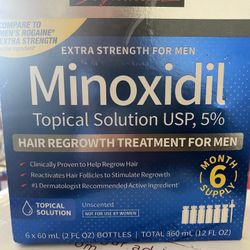 COMPARE TO
MEN'S ROGAINE®
EXTRA STRENGTH
EXTRA STRENGTH FOR MEN
Minoxidil
Topical Solution USP, 5%
HAIR REGROWTH TREATMENT FOR MEN
• Clinically Proven to Help Regrow Hair
• Reactivates Hair Follicles to Stimulate Regrowth
• #1 Dermatologist Recommended Active Ingredient†
MONTH
6
SUPPLY
TOPICAL
SOLUTION
Unscented
NOT FOR USE BY WOMEN
6 x 60 mL (2 FL OZ) BOTTLES | TOTAL 360 mL (12 FL OZ)